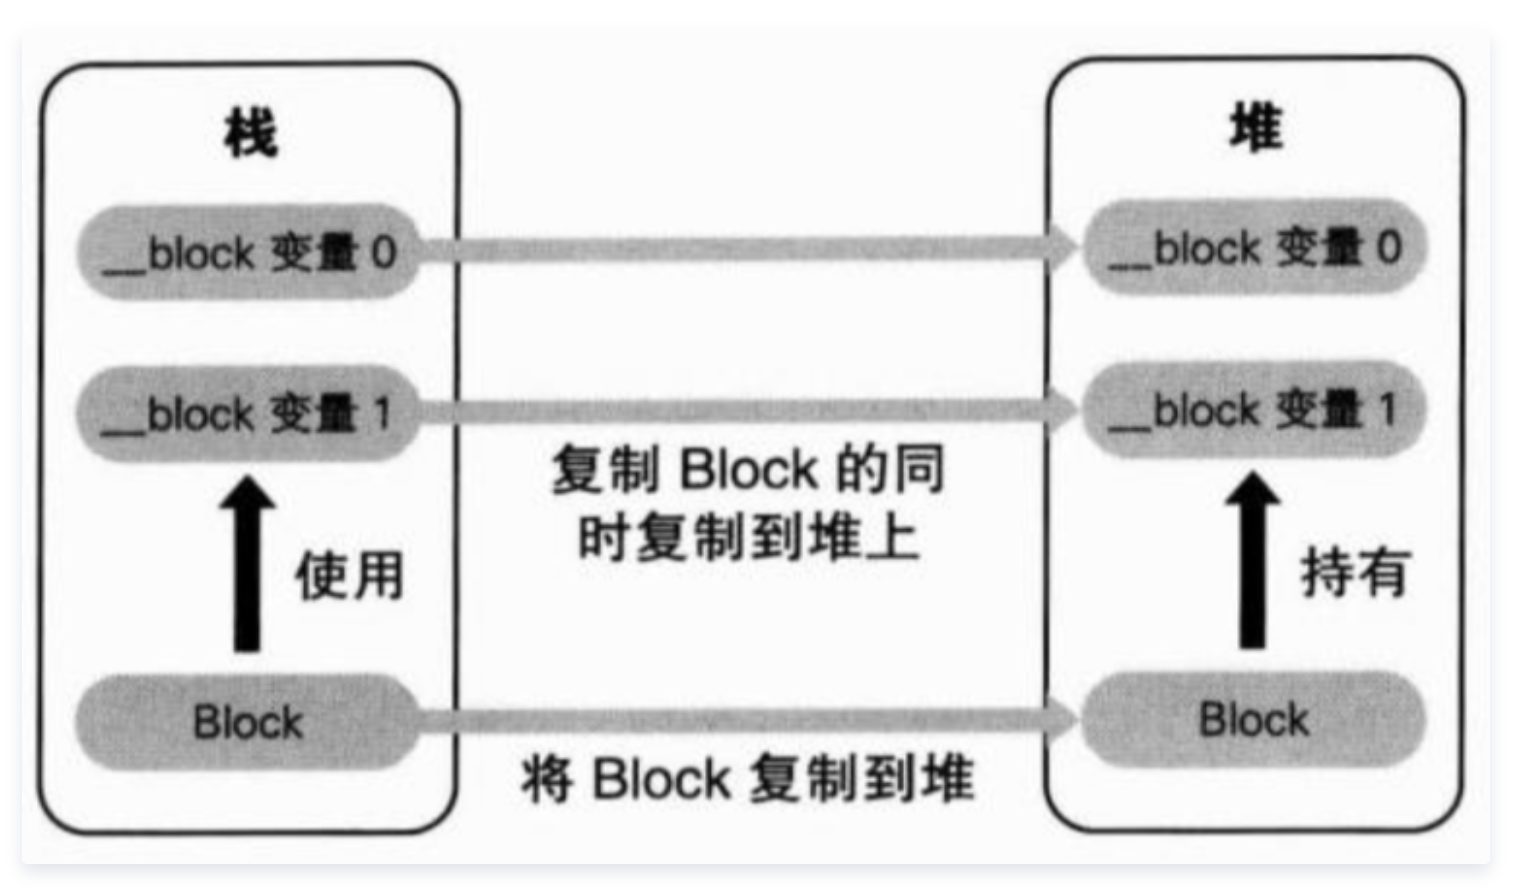 栈
堆
__block 变量 0
__block 变量 0
__block 变量 1
__block 变量 1
复制 Block 的同
时复制到堆上
使用
持有
Block
Block
将 Block 复制到堆